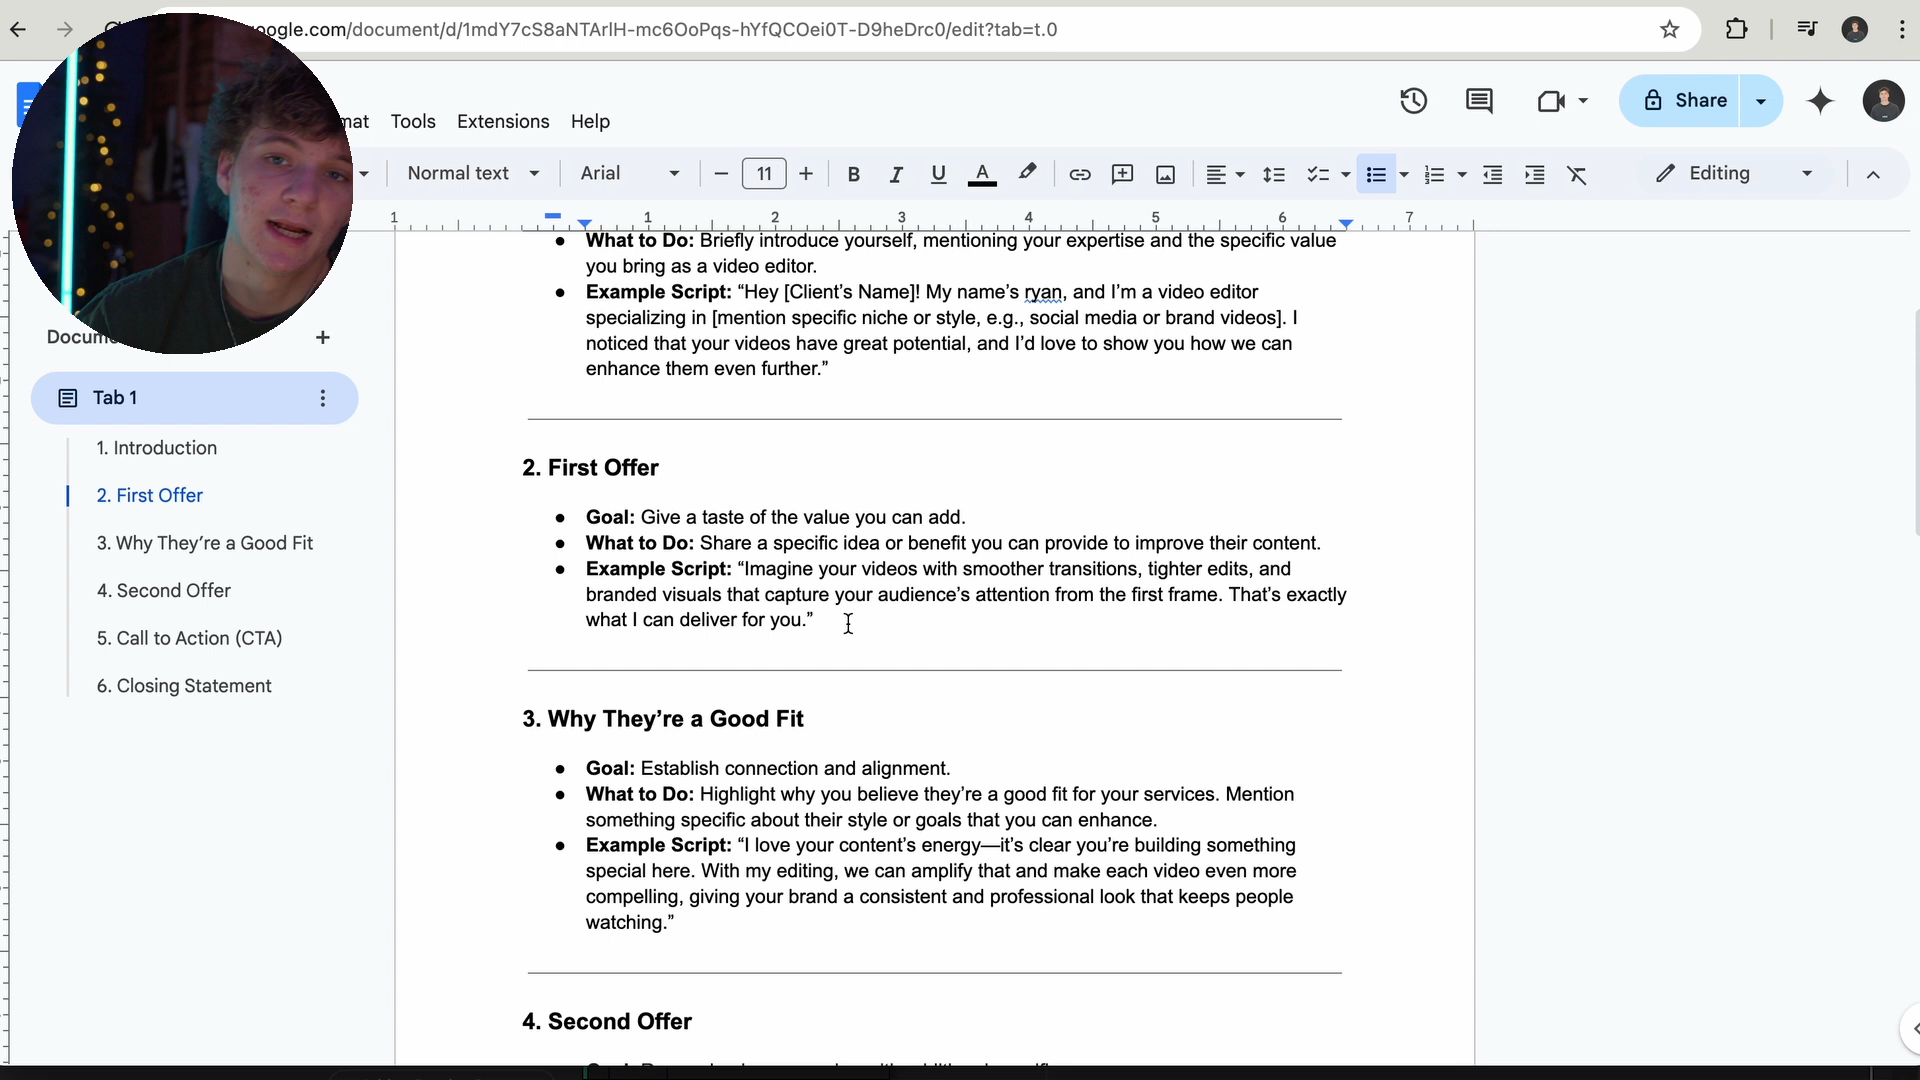 oogle.com/document/d/1mdY7cS8aNTArlH-mc6OoPqs-hYfQCOei0T-D9heDrc0/edit?tab=t.0
mat Tools Extensions Help
Share
Normal text Arial 11 Editing
1 1 2 3 4 5 6 7
Docum
Tab 1
1. Introduction
2. First Offer
3. Why They’re a Good Fit
4. Second Offer
5. Call to Action (CTA)
6. Closing Statement
● What to Do: Briefly introduce yourself, mentioning your expertise and the specific value
you bring as a video editor.
● Example Script: “Hey [Client’s Name]! My name’s ryan, and I’m a video editor
specializing in [mention specific niche or style, e.g., social media or brand videos]. I
noticed that your videos have great potential, and I’d love to show you how we can
enhance them even further.”
2. First Offer
● Goal: Give a taste of the value you can add.
● What to Do: Share a specific idea or benefit you can provide to improve their content.
● Example Script: “Imagine your videos with smoother transitions, tighter edits, and
branded visuals that capture your audience’s attention from the first frame. That’s exactly
what I can deliver for you.”
3. Why They’re a Good Fit
● Goal: Establish connection and alignment.
● What to Do: Highlight why you believe they’re a good fit for your services. Mention
something specific about their style or goals that you can enhance.
● Example Script: “I love your content’s energy—it’s clear you’re building something
special here. With my editing, we can amplify that and make each video even more
compelling, giving your brand a consistent and professional look that keeps people
watching.”
4. Second Offer